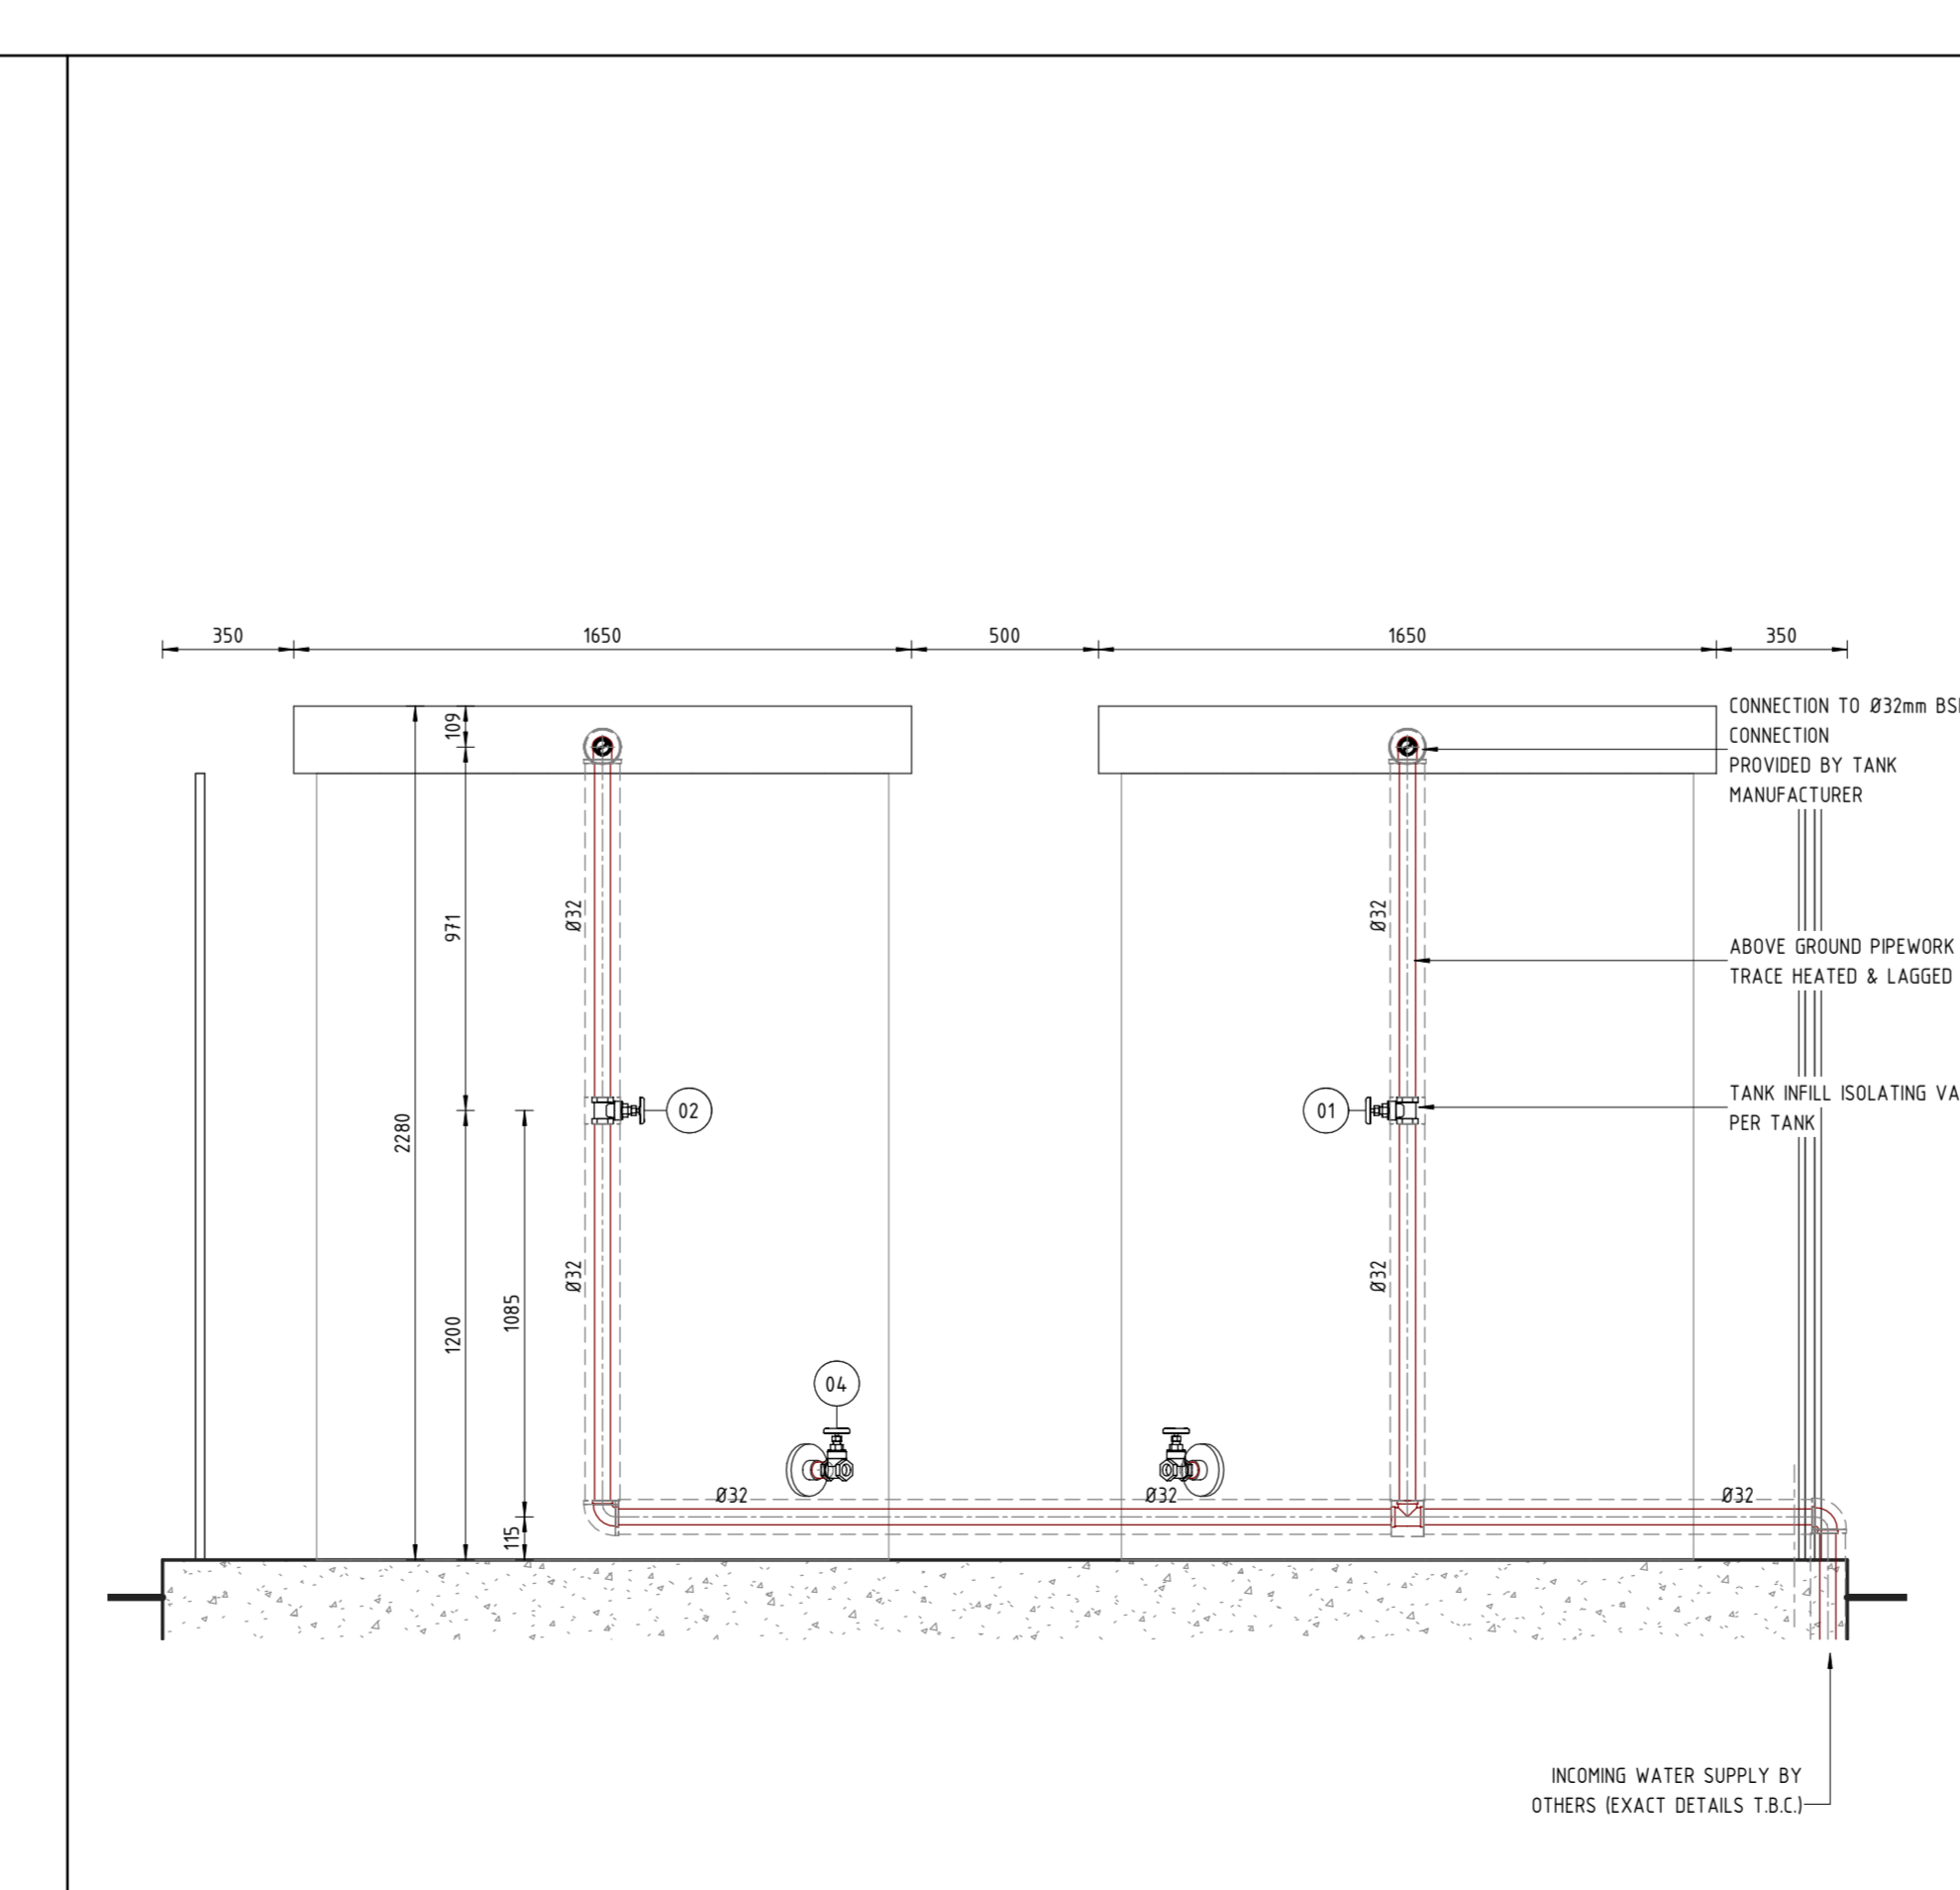 350
1650
500
1650
350
109
CONNECTION TO Ø32mm
CONNECTION
PROVIDED BY TANK
MANUFACTURER
971
Ø32
Ø32
ABOVE GROUND PIPEWORK
TRACE HEATED & LAGGED
2280
02
01
TANK INFILL ISOLATING
PER TANK
1200
1085
Ø32
Ø32
04
Ø32
Ø32
Ø32
115
INCOMING WATER SUPPLY BY
OTHERS (EXACT DETAILS T.B.C.)